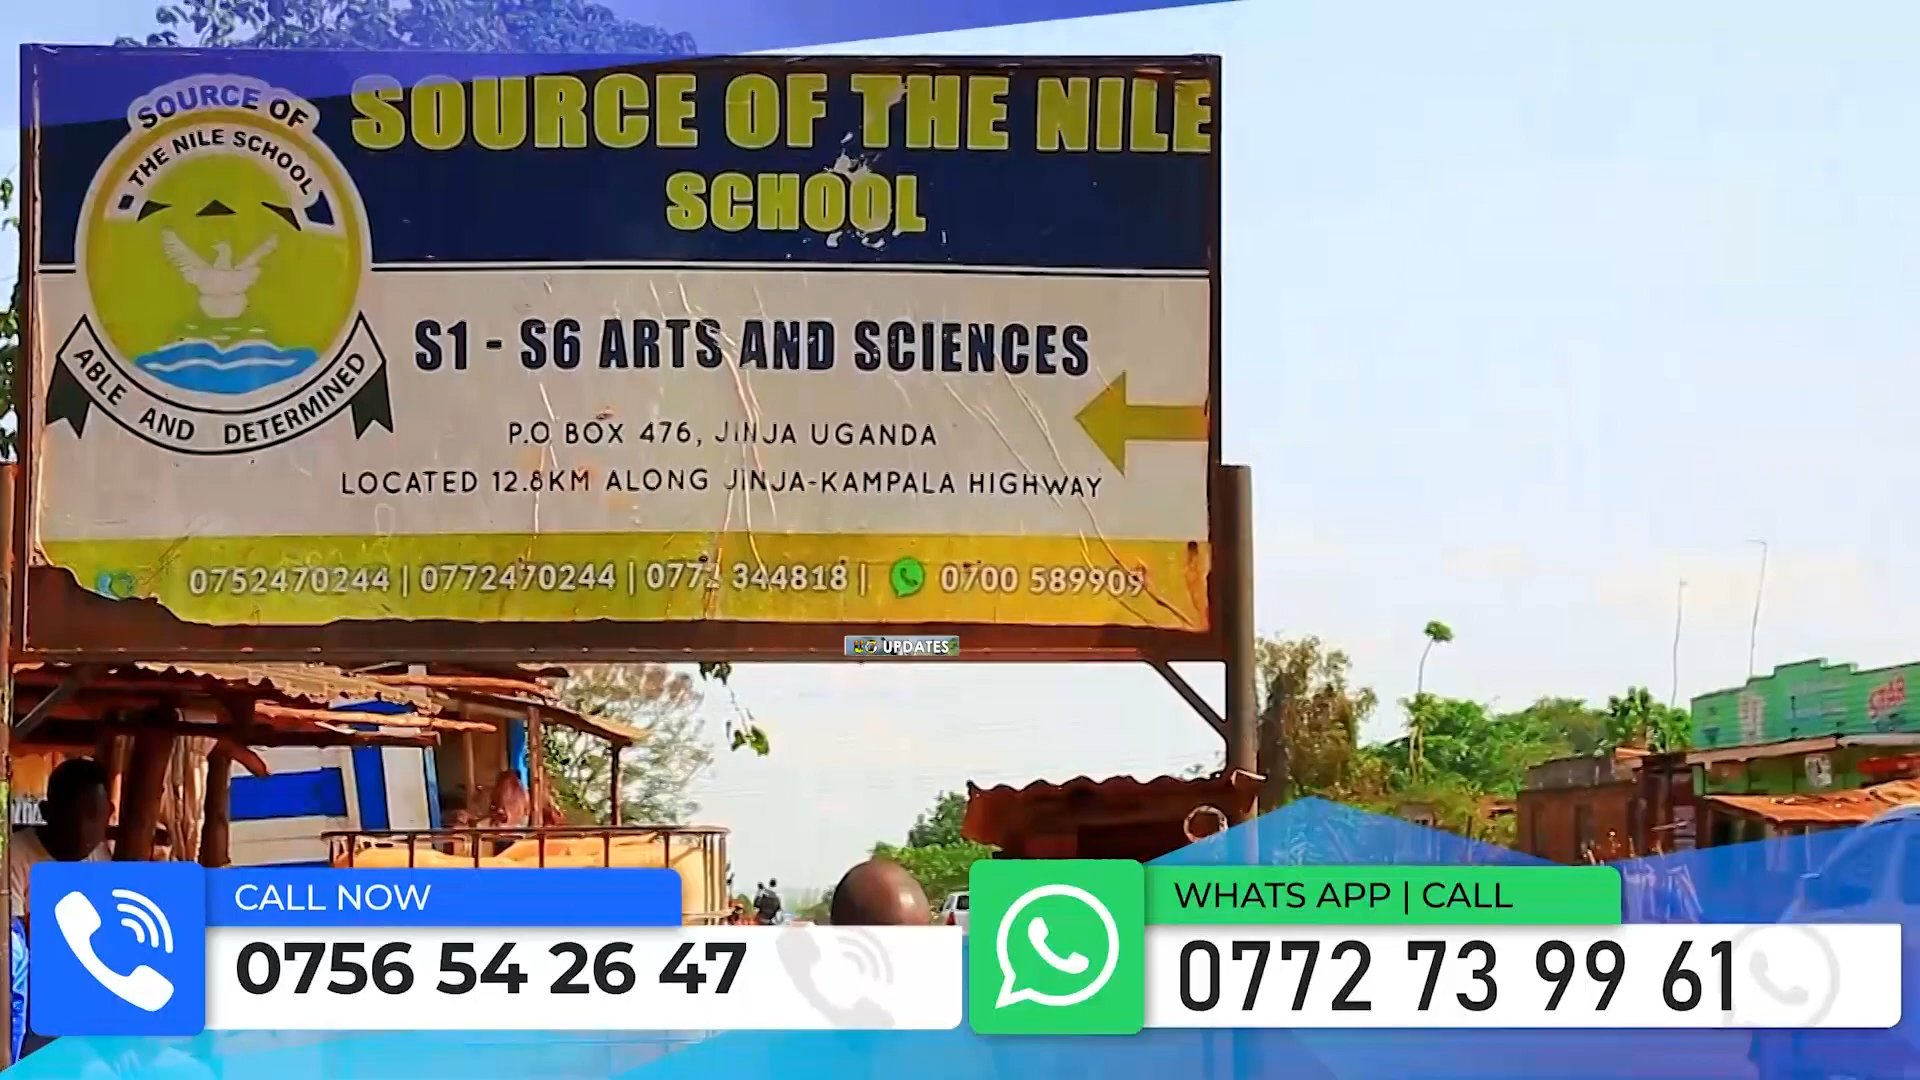 SOURCE OF
THE NILE SCHOOL
ABLE AND DETERMINED
SOURCE OF THE NILE
SCHOOL
S1 - S6 ARTS AND SCIENCES
P.O BOX 476, JINJA UGANDA
LOCATED 12.8KM ALONG JINJA-KAMPALA HIGHWAY
0752470244 | 0772470244 | 344818 | 0700 589909
UG UPDATES
CALL NOW
0756 54 26 47
WHATS APP | CALL
0772 73 99 61